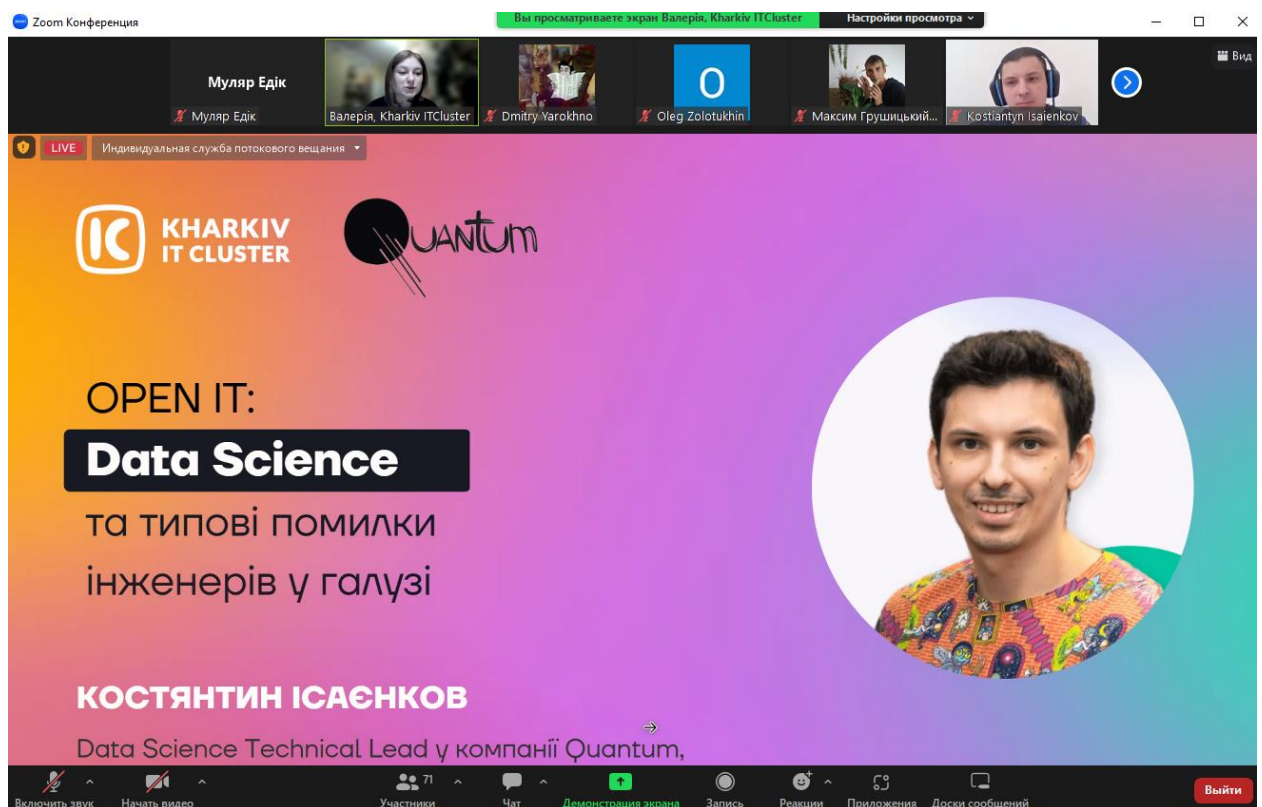 Zoom Конференция
Вы просматриваете экран Валерія, Kharkiv ITCluster
Настройки просмотра
Вид
Муляр Едік
Муляр Едік
Валерія, Kharkiv ITCluster
Dmitry Yarokhno
O
Oleg Zolotukhin
Максим Грушицький...
Kostiantyn Isaienkov
LIVE
Индивидуальная служба потокового вещания
IC
KHARKIV
IT CLUSTER
QUANTUM
OPEN IT:
Data Science
та типові помилки
інженерів у галузі
КОСТЯНТИН ІСАЄНКОВ
Data Science Technical Lead у компанії Quantum,
Включить звук
Начать видео
71
Участники
Чат
Демонстрация экрана
Запись
Реакции
Приложения
Доски сообщений
Выйти